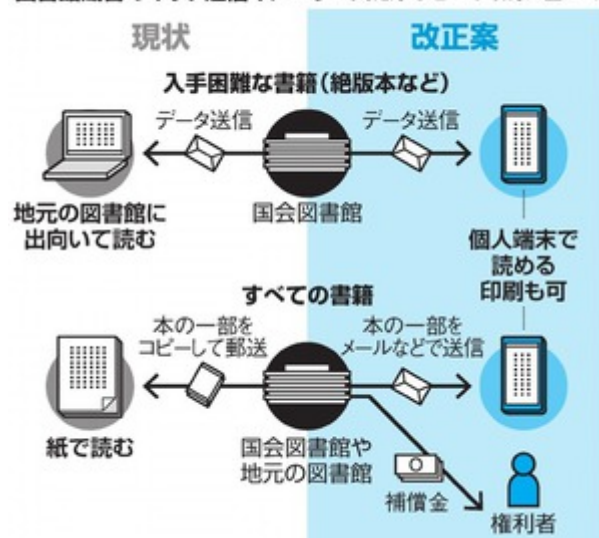 現状
改正案
入手困難な書籍(絶版本など)
データ送信
データ送信
国会図書館
地元の図書館に
出向いて読む
個人端末で
読める
印刷も可
すべての書籍
本の一部を
コピーして郵送
本の一部を
メールなどで送信
紙で読む
国会図書館や
地元の図書館
補償金
権利者